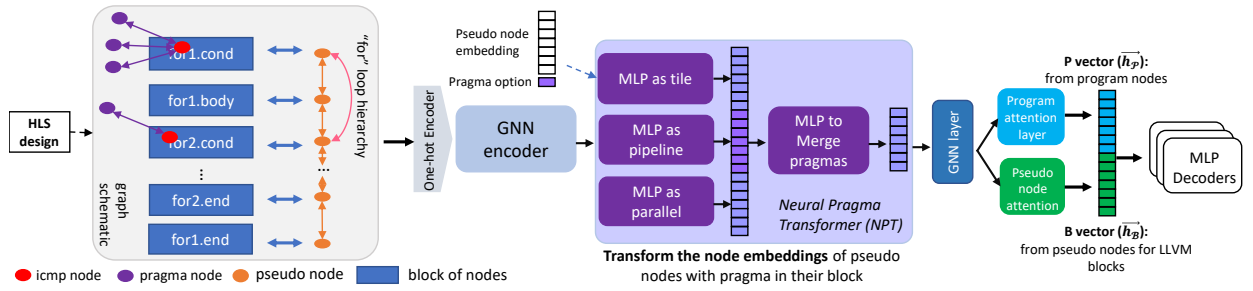 HLS
design
for1.cond
for1.body
for2.cond
...
for2.end
for1.end
graph
schematic
"for" loop hierarchy
...
icmp node
pragma node
pseudo node
block of nodes
One-hot Encoder
GNN
encoder
Pseudo node
embedding
Pragma option
MLP as tile
MLP as
pipeline
MLP as
parallel
MLP to
Merge
pragmas
Neural Pragma
Transformer (NPT)
Transform the node embeddings of pseudo
nodes with pragma in their block
GNN layer
Program
attention
layer
Pseudo
node
attention
P vector (h_𝒫):
from program nodes
B vector (h_ℬ):
from pseudo nodes for LLVM
blocks
MLP
Decoders